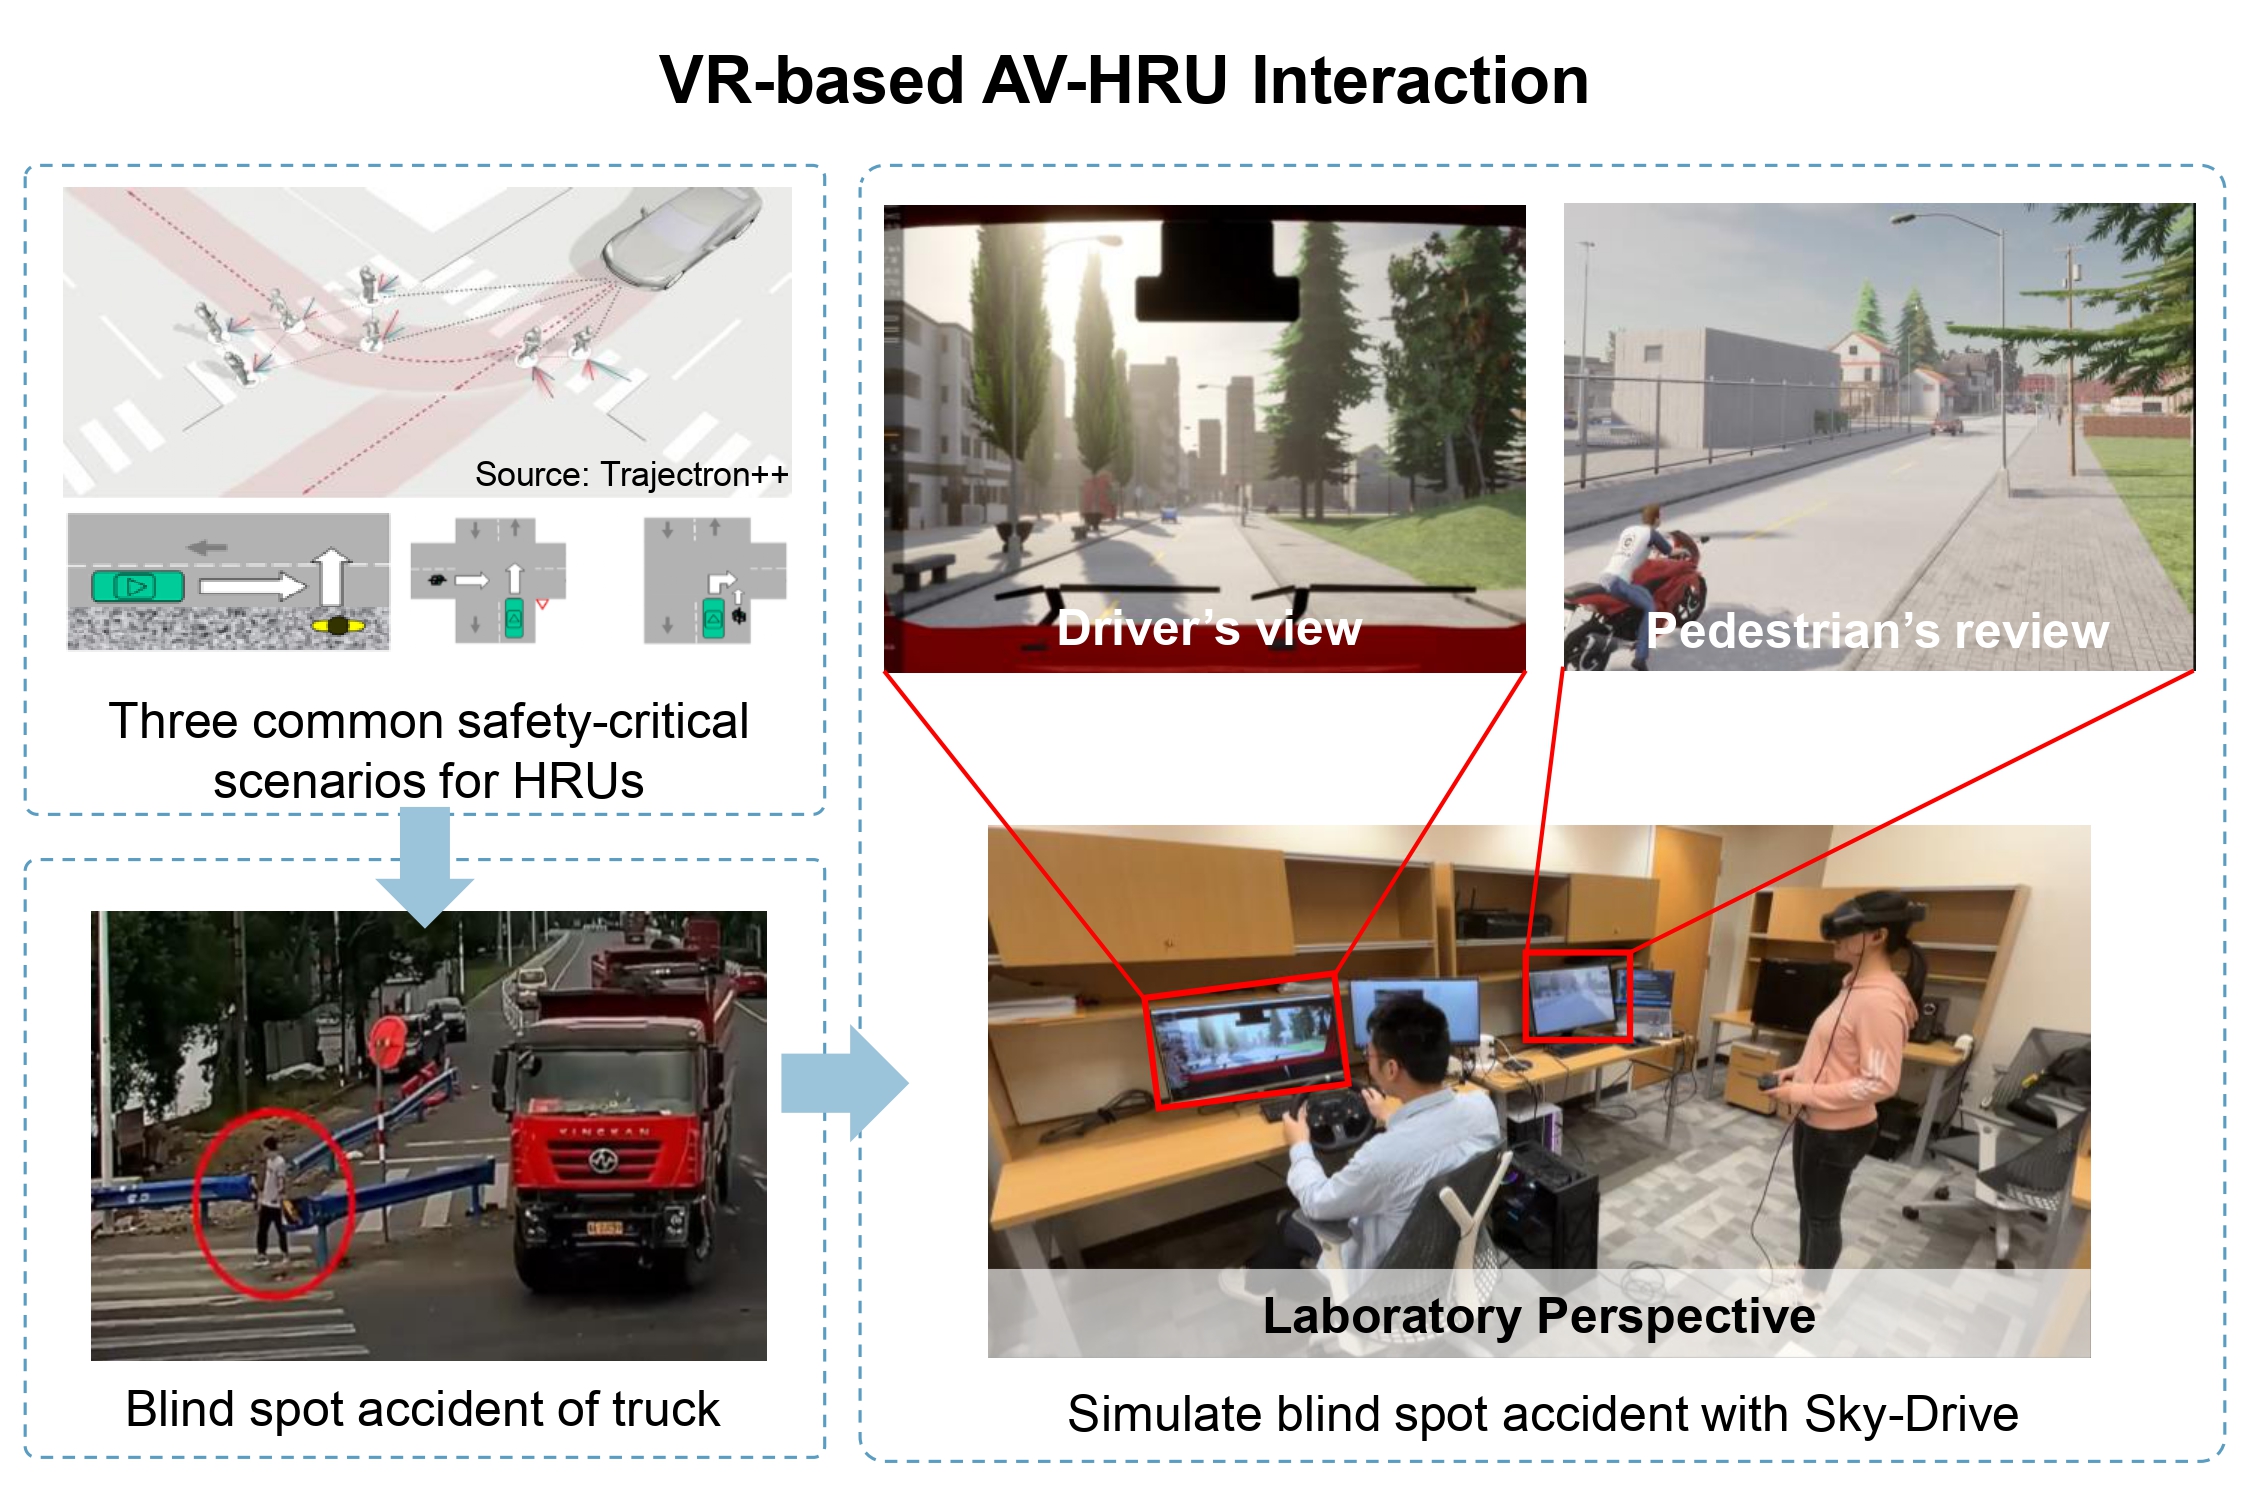 VR-based AV-HRU Interaction
Source: Trajectron++
Three common safety-critical
scenarios for HRUs
Blind spot accident of truck
Driver's view
Pedestrian's review
Laboratory Perspective
Simulate blind spot accident with Sky-Drive